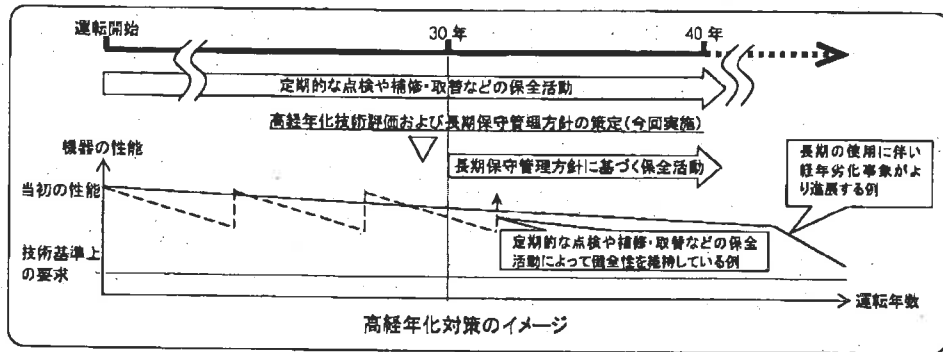 運転開始
30年
40年
定期的な点検や補修・取替などの保全活動
高経年化技術評価および長期保守管理方針の策定(今回実施)
機器の性能
長期保守管理方針に基づく保全活動
長期の使用に伴い
経年劣化事象がよ
り進展する例
当初の性能
定期的な点検や補修・取替などの保全
活動によって健全性を維持している例
技術基準上
の要求
運転年数
高経年化対策のイメージ